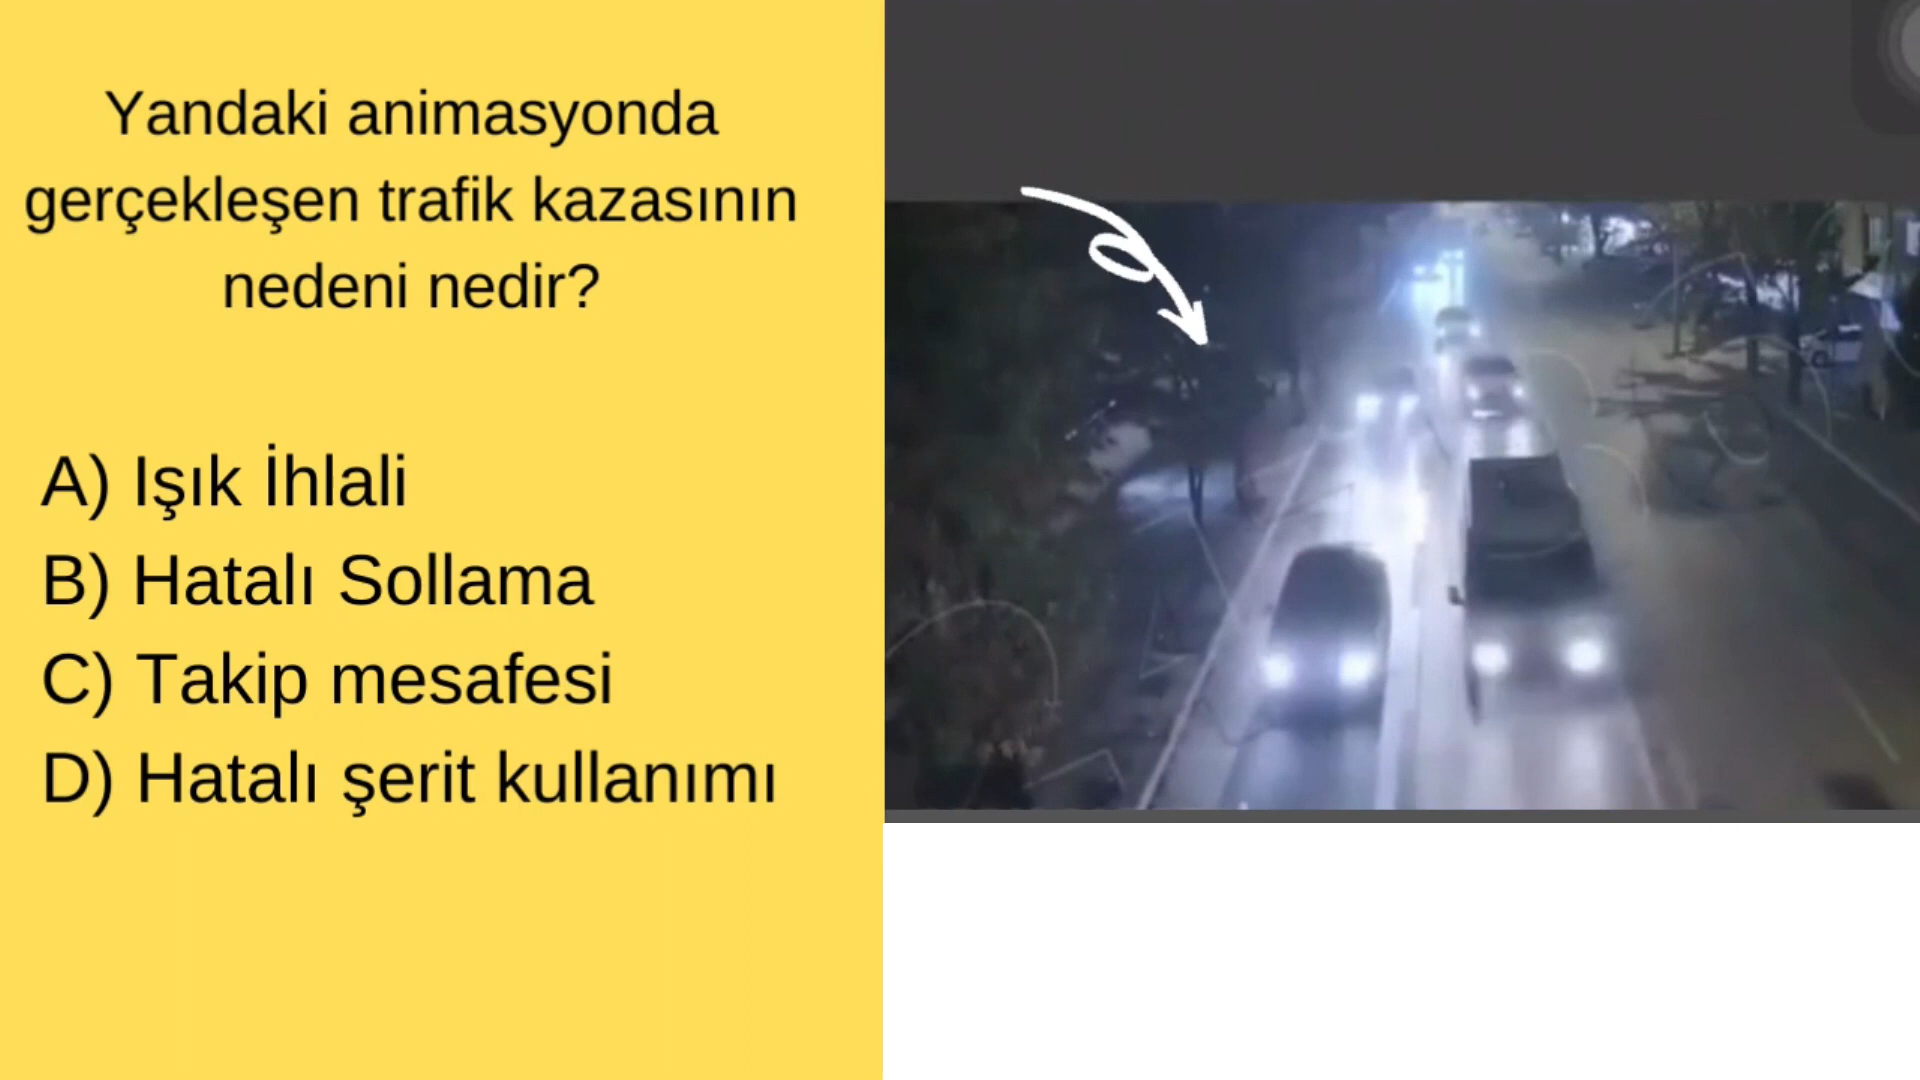 Yandaki animasyonda
gerçekleşen trafik kazasının
nedeni nedir?
A) Işık İhlali
B) Hatalı Sollama
C) Takip mesafesi
D) Hatalı şerit kullanımı